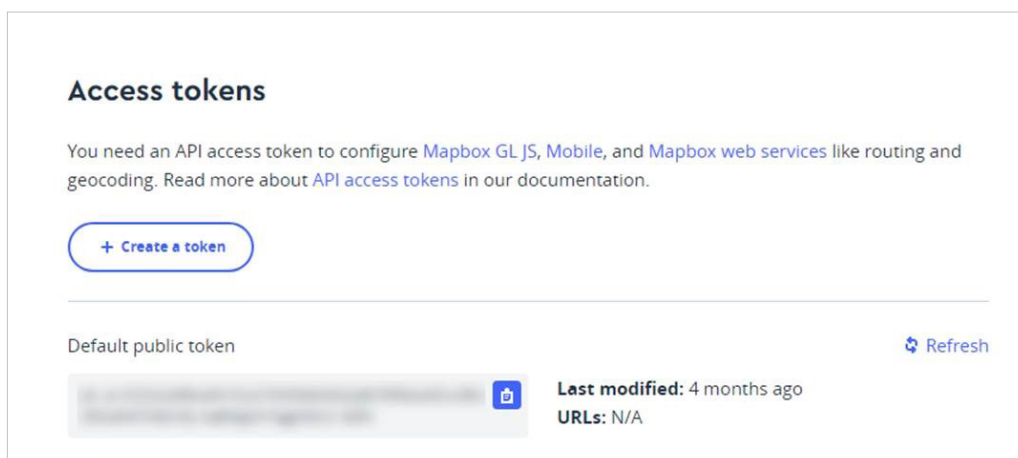 Access tokens
You need an API access token to configure Mapbox GL JS, Mobile, and Mapbox web services like routing and
geocoding. Read more about API access tokens in our documentation.
+ Create a token
Default public token
Refresh
Last modified: 4 months ago
URLs: N/A